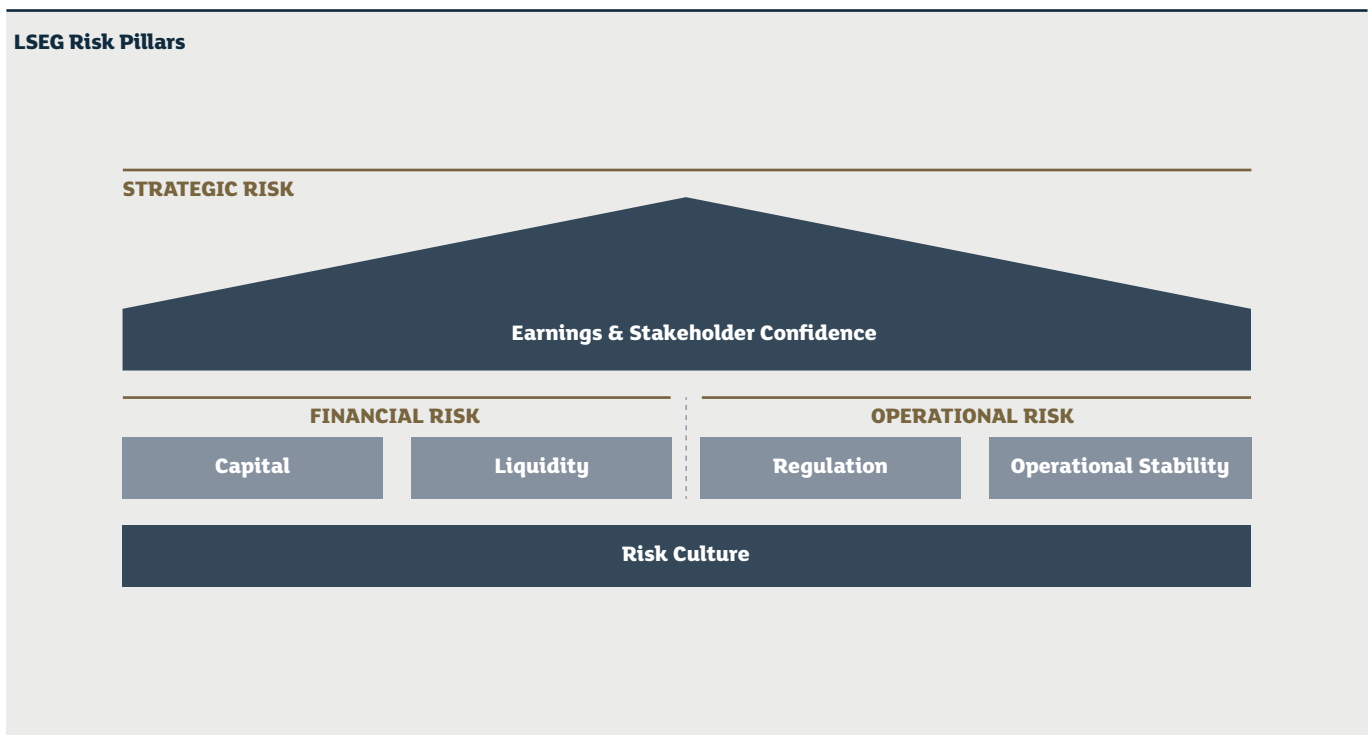 LSEG Risk Pillars
STRATEGIC RISK
Earnings & Stakeholder Confidence
FINANCIAL RISK
OPERATIONAL RISK
Capital
Liquidity
Regulation
Operational Stability
Risk Culture